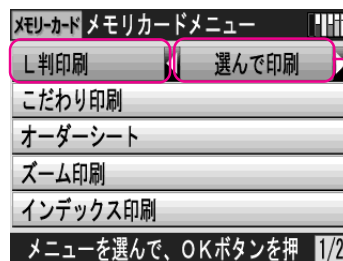 メモリーカード メモリカードメニュー
L判印刷 選んで印刷
こだわり印刷
オーダーシート
ズーム印刷
インデックス印刷
メニューを選んで、OKボタンを押 1/2